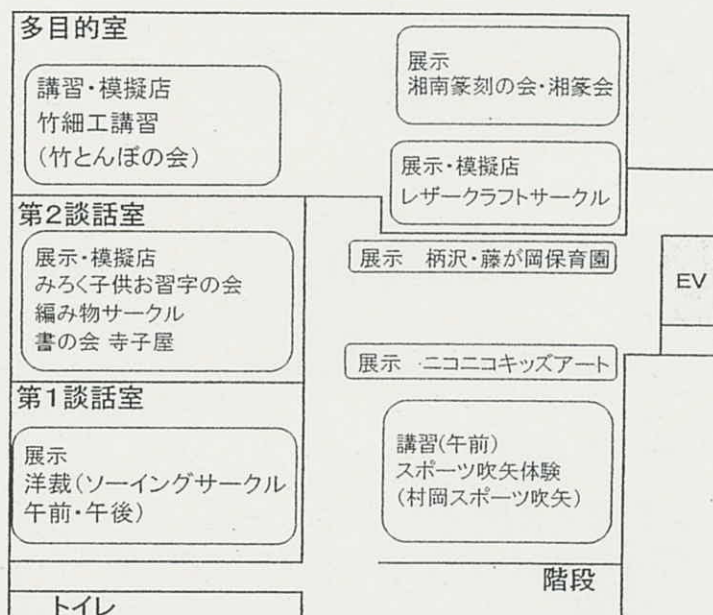 多目的室
講習・模擬店
竹細工講習
(竹とんぼの会)
展示
湘南篆刻の会・湘篆会
展示・模擬店
レザークラフトサークル
第2談話室
展示・模擬店
みろく子供お習字の会
編み物サークル
書の会 寺子屋
展示 柄沢・藤が岡保育園
EV
展示 ニコニコキッズアート
第1談話室
展示
洋裁(ソーイングサークル
午前・午後)
講習(午前)
スポーツ吹矢体験
(村岡スポーツ吹矢)
階段
トイレ